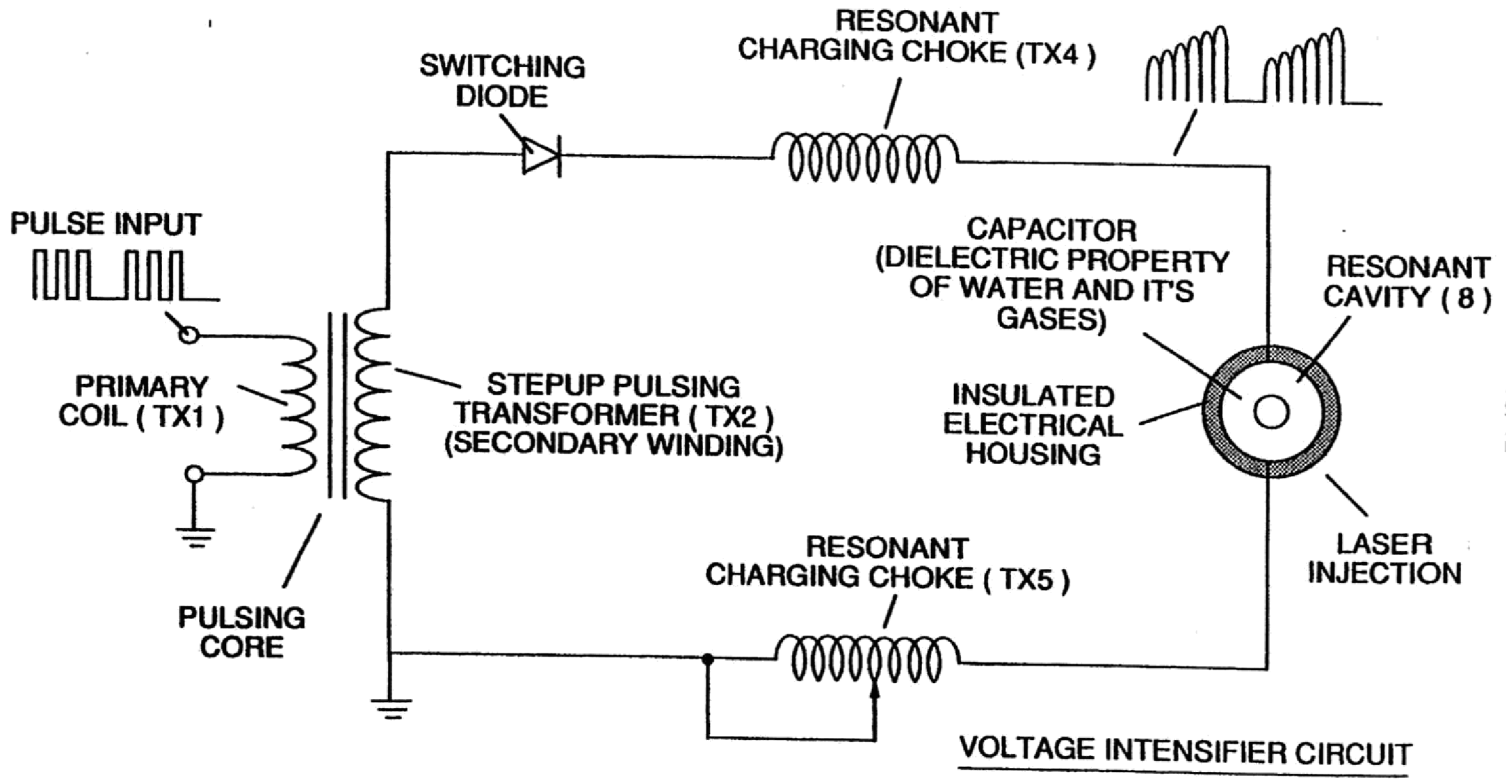 RESONANT
CHARGING CHOKE (TX4)
SWITCHING
DIODE
PULSE INPUT
CAPACITOR
(DIELECTRIC PROPERTY
OF WATER AND IT'S
GASES)
RESONANT
CAVITY ( 8 )
PRIMARY
COIL ( TX1 )
STEPUP PULSING
TRANSFORMER ( TX2 )
(SECONDARY WINDING)
INSULATED
ELECTRICAL
HOUSING
LASER
INJECTION
RESONANT
CHARGING CHOKE ( TX5 )
PULSING
CORE
VOLTAGE INTENSIFIER CIRCUIT